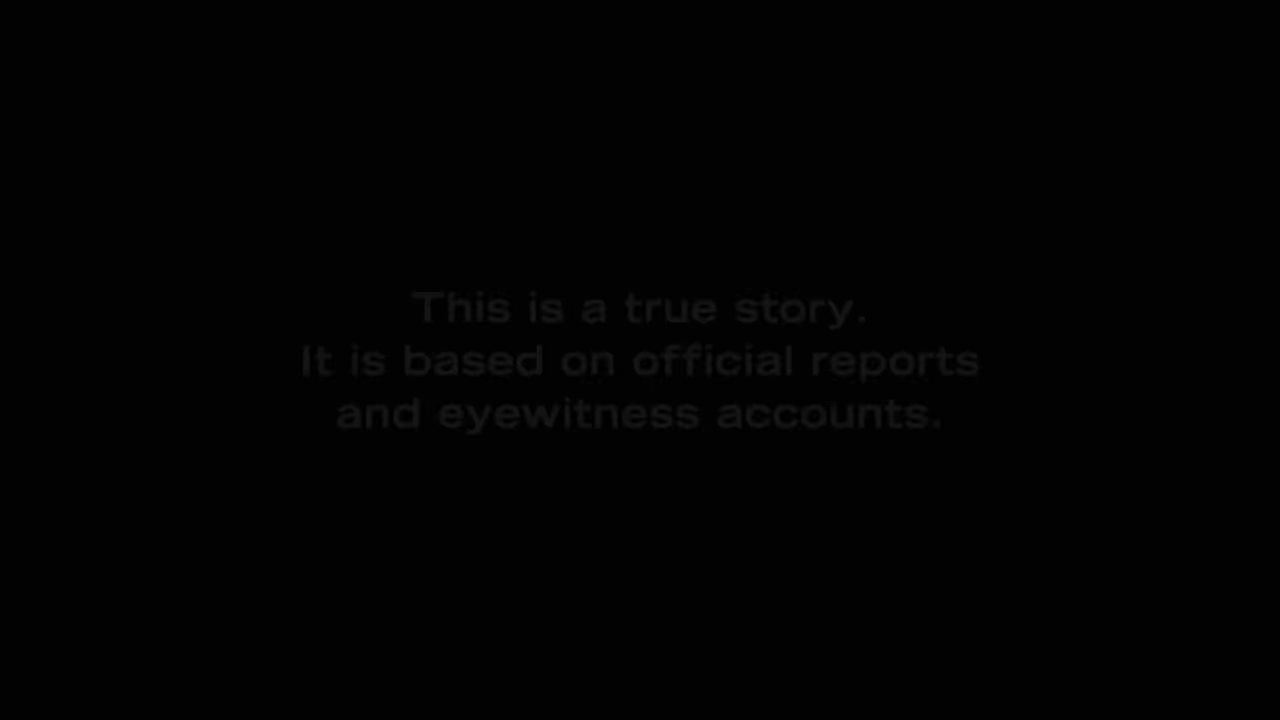 This is a true story.
It is based on official reports
and eyewitness accounts.